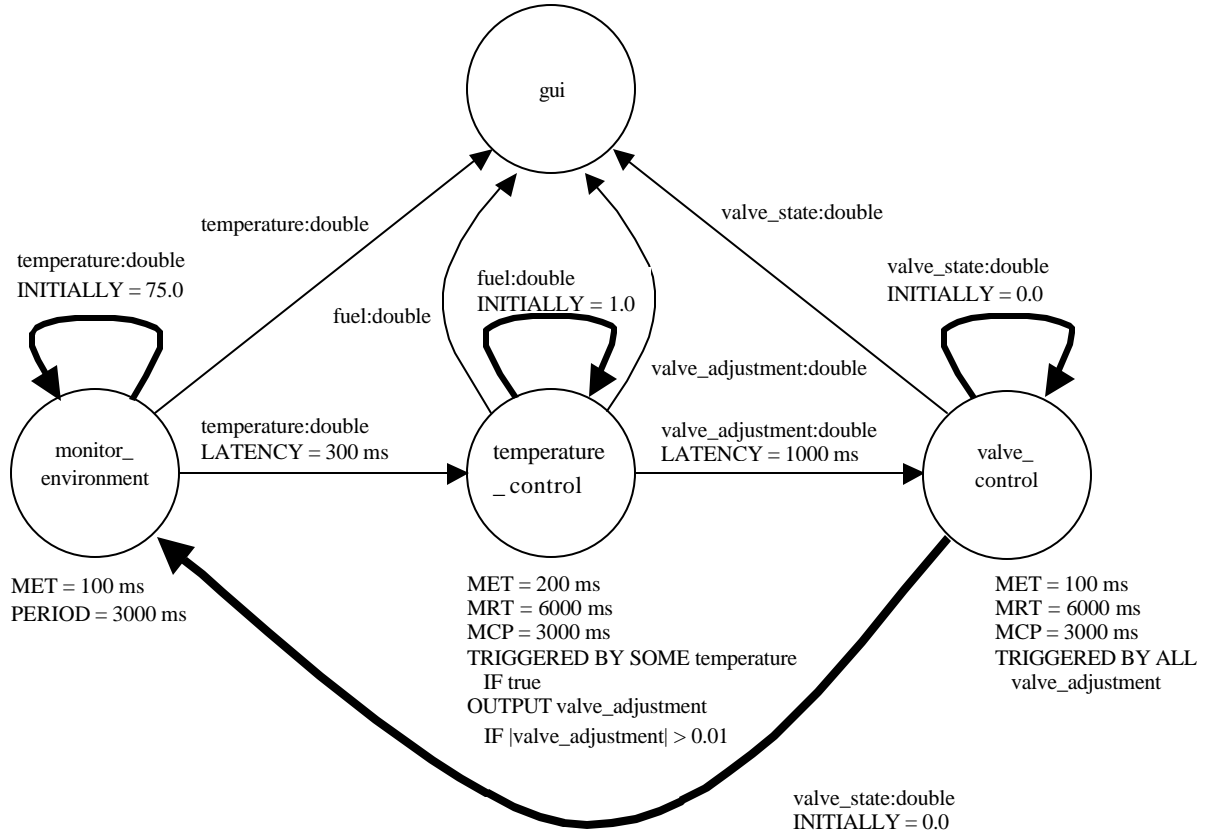 gui
temperature:double
valve_state:double
temperature:double
INITIALLY = 75.0
fuel:double
INITIALLY = 1.0
valve_state:double
INITIALLY = 0.0
fuel:double
valve_adjustment:double
temperature:double
LATENCY = 300 ms
valve_adjustment:double
LATENCY = 1000 ms
monitor_
environment
temperature
_ control
valve_
control
MET = 100 ms
PERIOD = 3000 ms
MET = 200 ms
MRT = 6000 ms
MCP = 3000 ms
TRIGGERED BY SOME temperature
IF true
OUTPUT valve_adjustment
IF |valve_adjustment| > 0.01
MET = 100 ms
MRT = 6000 ms
MCP = 3000 ms
TRIGGERED BY ALL
valve_adjustment
valve_state:double
INITIALLY = 0.0